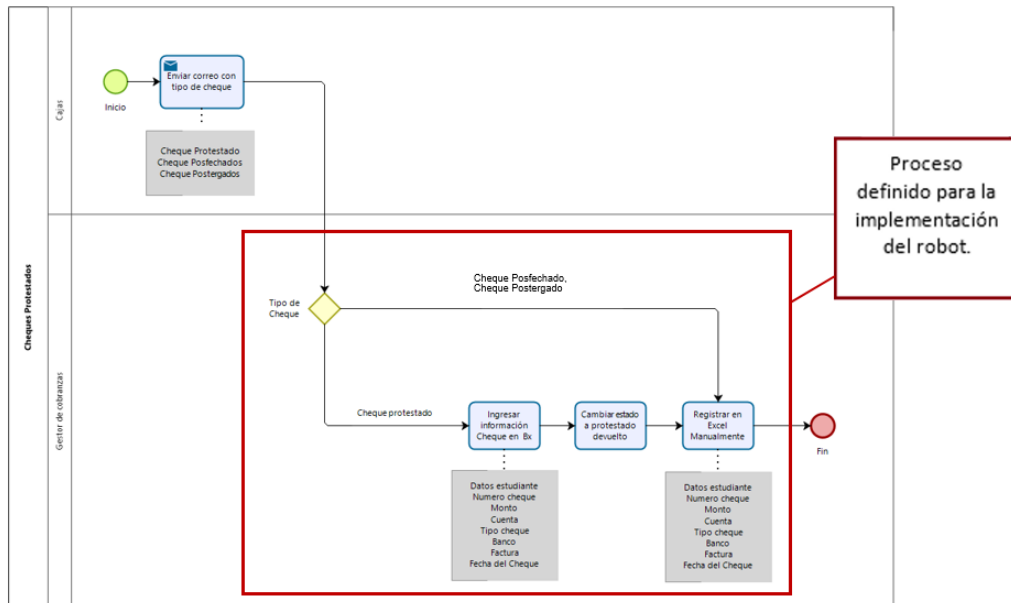 Cheques Protestados
Cajas
Inicio
Enviar correo con
tipo de cheque
Cheque Protestado
Cheque Posfechados
Cheque Postergados
Proceso
definido para la
implementación
del robot.
Gestor de cobranzas
Tipo de
Cheque
Cheque Posfechado,
Cheque Postergado
Cheque protestado
Ingresar
información
Cheque en Bx
Cambiar estado
a protestado
devuelto
Registrar en
Excel
Manualmente
Fin
Datos estudiante
Numero cheque
Monto
Cuenta
Tipo cheque
Banco
Factura
Fecha del Cheque
Datos estudiante
Numero cheque
Monto
Cuenta
Tipo cheque
Banco
Factura
Fecha del Cheque